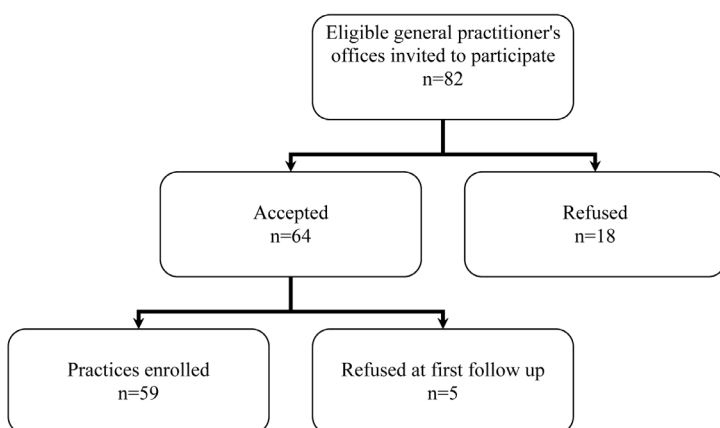 Eligible general practitioner's
offices invited to participate
n=82
Accepted
n=64
Refused
n=18
Practices enrolled
n=59
Refused at first follow up
n=5